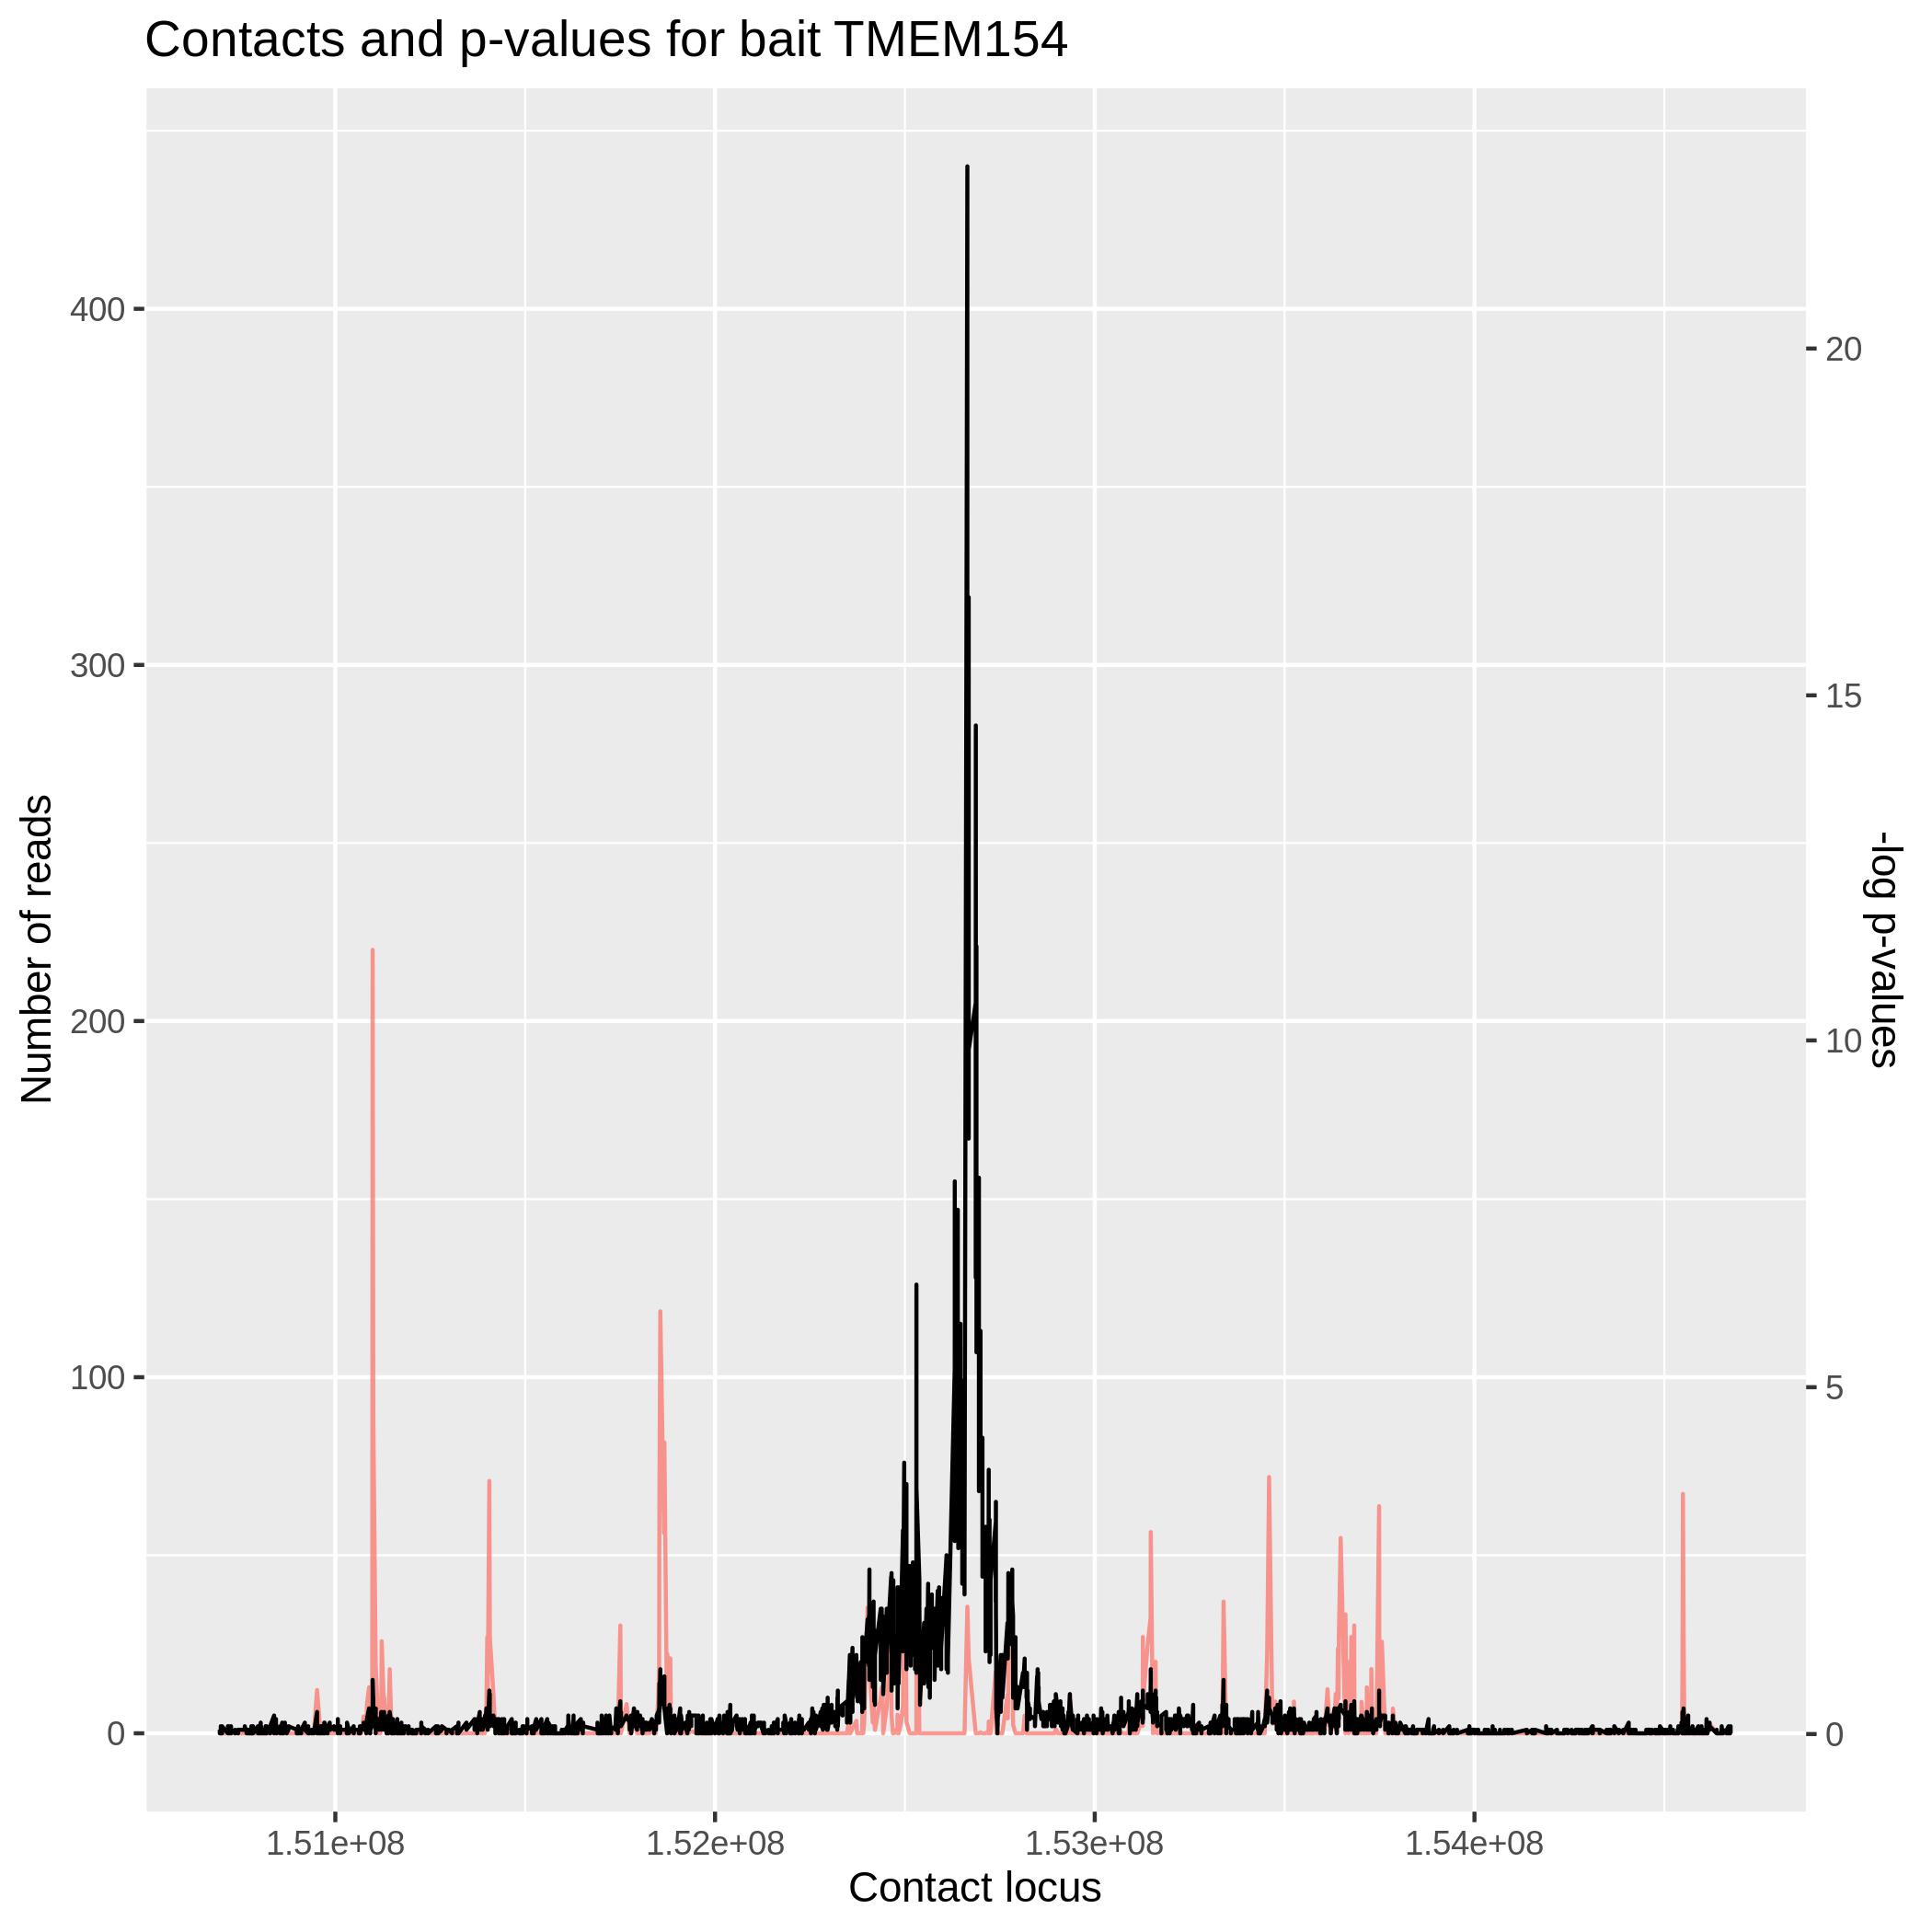 Contacts and p-values for bait TMEM154
Number of reads
400
300
200
100
0
20
15
10
5
0
-log p-values
1.51e+08
1.52e+08
1.53e+08
1.54e+08
Contact locus